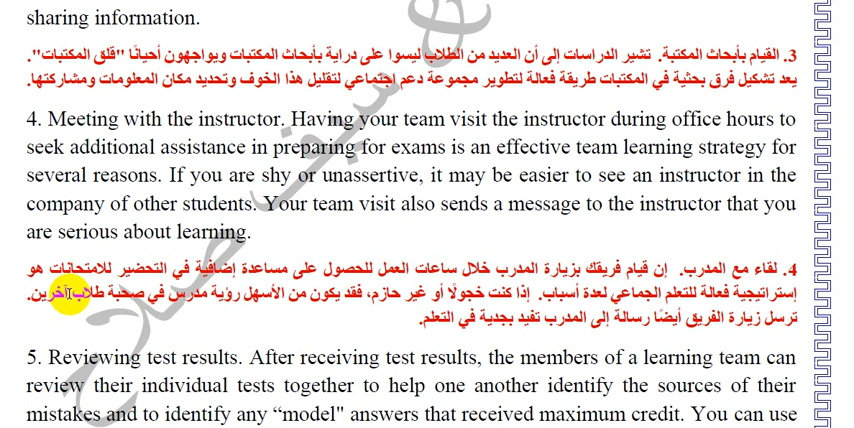 sharing information.
3. القيام بأبحاث المكتبة. تشير الدراسات إلى أن العديد من الطلاب ليسوا على دراية بأبحاث المكتبات ويواجهون أحيانًا "قلق المكتبات".
يعد تشكيل فرق بحثية في المكتبات طريقة فعالة لتطوير مجموعة دعم اجتماعي لتقليل هذا الخوف وتحديد مكان المعلومات ومشاركتها.
4. Meeting with the instructor. Having your team visit the instructor during office hours to
seek additional assistance in preparing for exams is an effective team learning strategy for
several reasons. If you are shy or unassertive, it may be easier to see an instructor in the
company of other students. Your team visit also sends a message to the instructor that you
are serious about learning.
4. لقاء مع المدرب. إن قيام فريقك بزيارة المدرب خلال ساعات العمل للحصول على مساعدة إضافية في التحضير للامتحانات هو
إستراتيجية فعالة للتعلم الجماعي لعدة أسباب. إذا كنت خجولًا أو غير حازم، فقد يكون من الأسهل رؤية مدرس في صحبة طلاب آخرين.
ترسل زيارة الفريق أيضًا رسالة إلى المدرب تفيد بجدية في التعلم.
5. Reviewing test results. After receiving test results, the members of a learning team can
review their individual tests together to help one another identify the sources of their
mistakes and to identify any “model" answers that received maximum credit. You can use